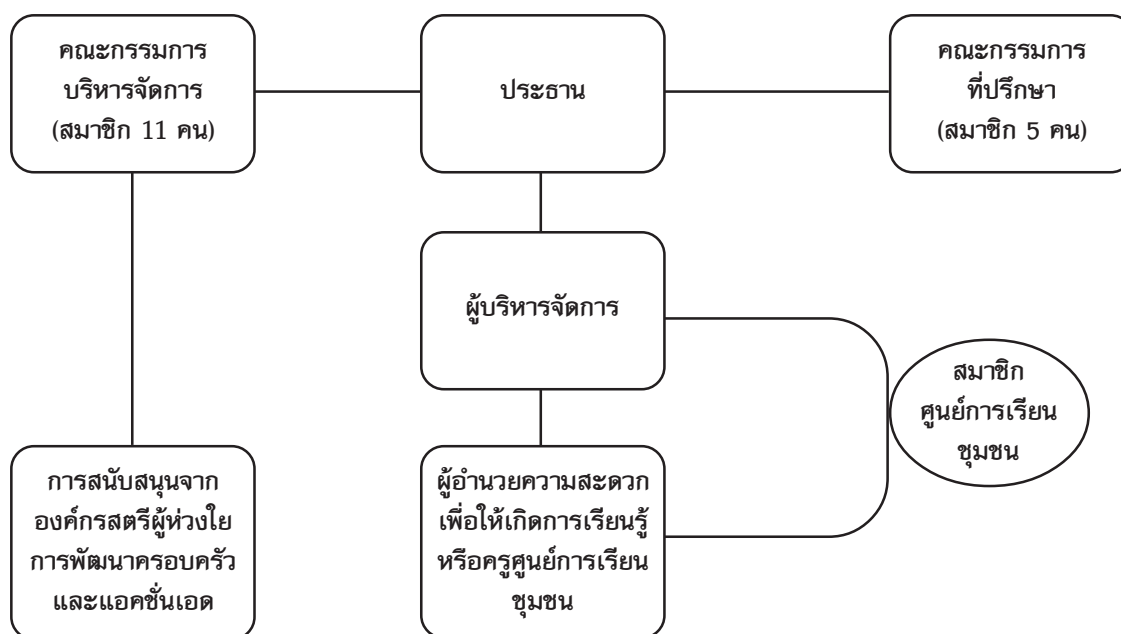 คณะกรรมการ
บริหารจัดการ
(สมาชิก 11 คน)
ประธาน
คณะกรรมการ
ที่ปรึกษา
(สมาชิก 5 คน)
ผู้บริหารจัดการ
สมาชิก
ศูนย์การเรียน
ชุมชน
การสนับสนุนจาก
องค์กรสตรีผู้ห่วงใย
การพัฒนาครอบครัว
และแอคชั่นเอด
ผู้อำนวยความสะดวก
เพื่อให้เกิดการเรียนรู้
หรือครูศูนย์การเรียน
ชุมชน